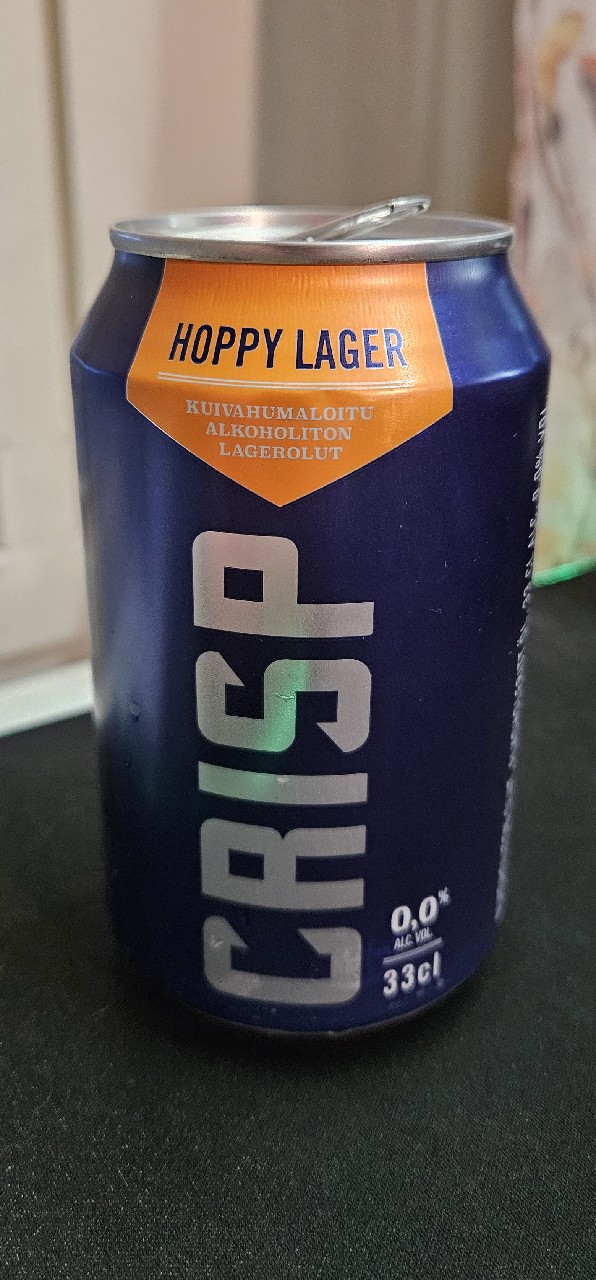 HOPPY LAGER
KUIVAHUMALOITU
ALKOHOLITON
LAGEROLUT
CRISP
0,0%
ALC. VOL.
33cl